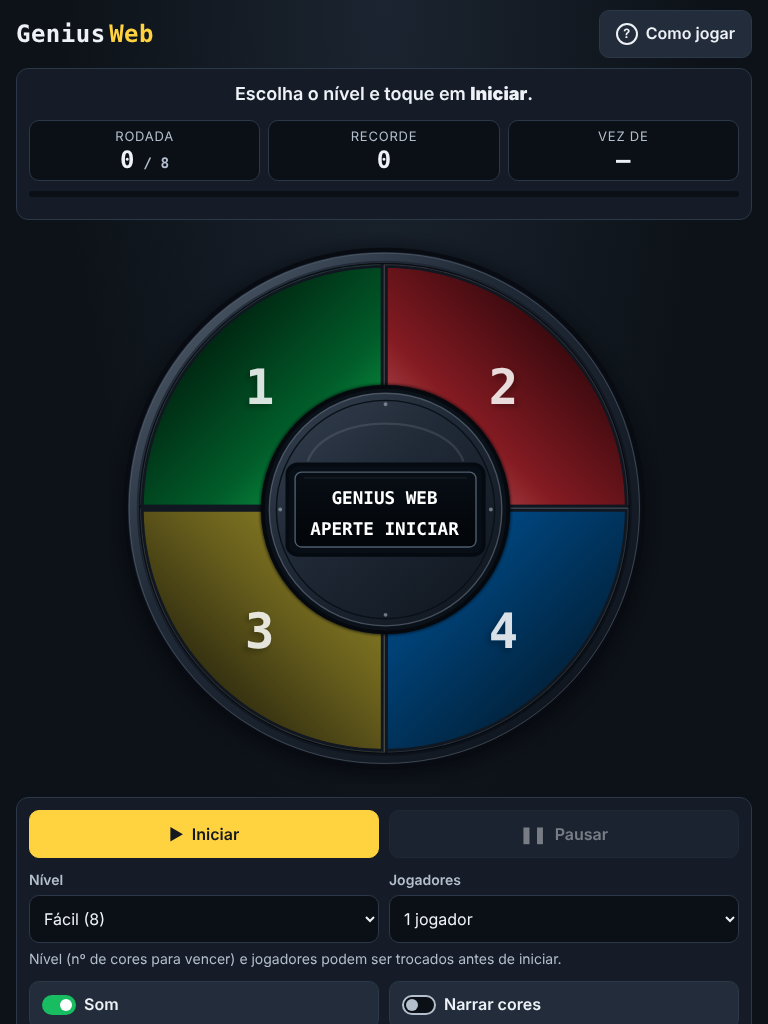 Genius Web
? Como jogar
Escolha o nível e toque em Iniciar.
RODADA
0 / 8
RECORDE
0
VEZ DE
—
1
2
GENIUS WEB
APERTE INICIAR
3
4
Iniciar
Pausar
Nível
Jogadores
Fácil (8)
1 jogador
Nível (nº de cores para vencer) e jogadores podem ser trocados antes de iniciar.
Som
Narrar cores